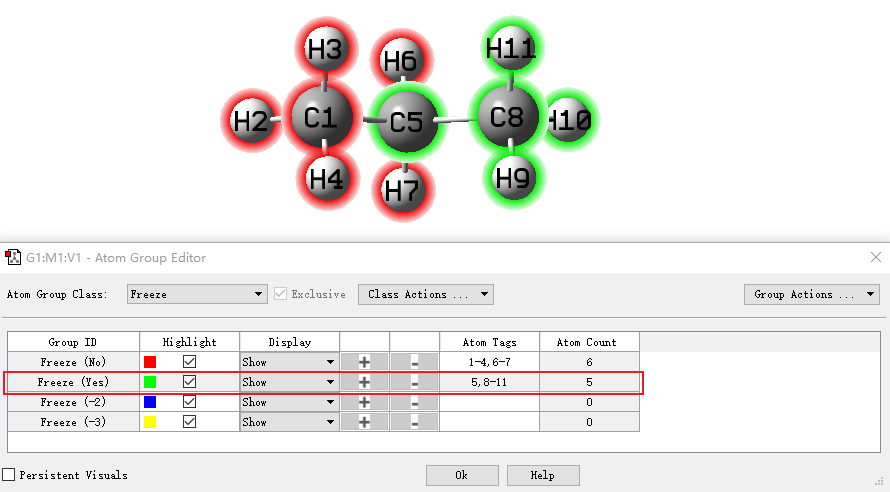 H3 H6 H11
H2 C1 C5 C8 H10
H4 H7 H9
G1:M1:V1 - Atom Group Editor
Atom Group Class: Freeze Exclusive Class Actions ... Group Actions ...
Group ID Highlight Display Atom Tags Atom Count
Freeze (No) Show + - 1-4,6-7 6
Freeze (Yes) Show + - 5,8-11 5
Freeze (-2) Show + - 0
Freeze (-3) Show + - 0
Persistent Visuals Ok Help